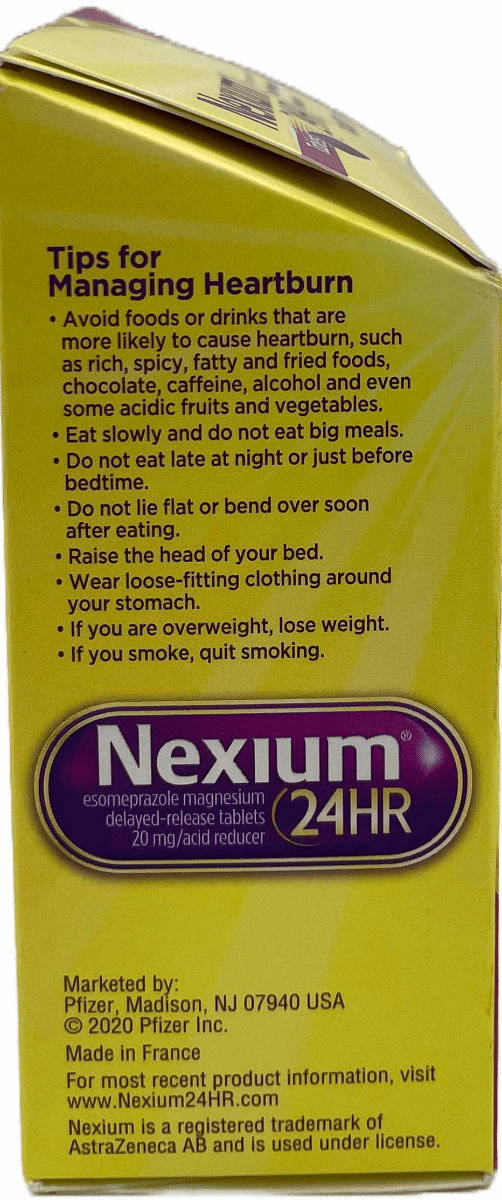 Nexium
Tips for
Managing Heartburn
• Avoid foods or drinks that are
more likely to cause heartburn, such
as rich, spicy, fatty and fried foods,
chocolate, caffeine, alcohol and even
some acidic fruits and vegetables.
• Eat slowly and do not eat big meals.
• Do not eat late at night or just before
bedtime.
• Do not lie flat or bend over soon
after eating.
• Raise the head of your bed.
• Wear loose-fitting clothing around
your stomach.
• If you are overweight, lose weight.
• If you smoke, quit smoking.
Nexium®
esomeprazole magnesium
delayed-release tablets
20 mg/acid reducer
24HR
Marketed by:
Pfizer, Madison, NJ 07940 USA
© 2020 Pfizer Inc.
Made in France
For most recent product information, visit
www.Nexium24HR.com
Nexium is a registered trademark of
AstraZeneca AB and is used under license.